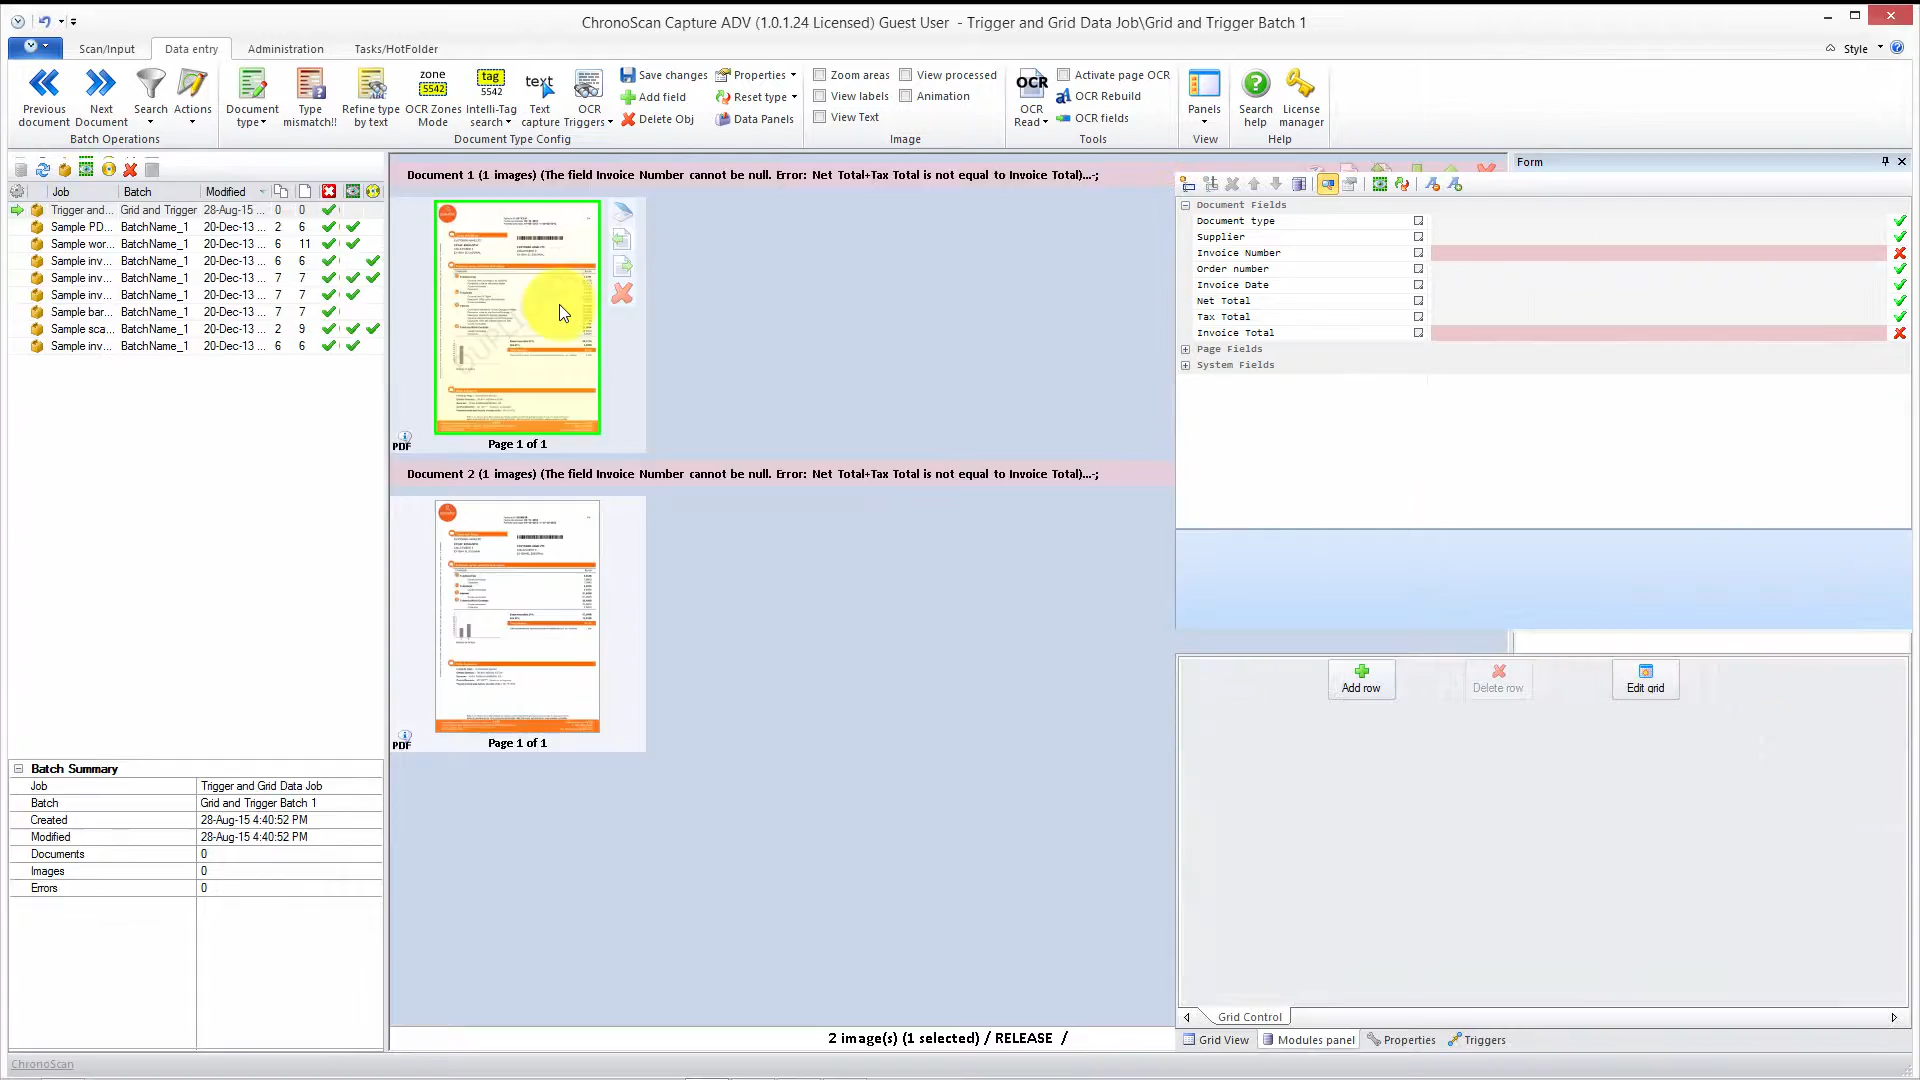 ChronoScan Capture ADV (1.0.1.24 Licensed) Guest User - Trigger and Grid Data Job\Grid and Trigger Batch 1
Scan/Input
Data entry
Administration
Tasks/HotFolder
Style
Previous document
Next Document
Search
Actions
Batch Operations
Document type
Type mismatch!!
Refine type by text
zone
5542
OCR Zones Mode
tag
5542
Intelli-Tag search
text
Text capture
OCR Triggers
Save changes
Add field
Delete Obj
Properties
Reset type
Data Panels
Document Type Config
Zoom areas
View labels
View Text
View processed
Animation
Image
OCR
OCR Read
Activate page OCR
OCR Rebuild
OCR fields
Tools
Panels
View
Search help
License manager
Help
Job Batch Modified
Trigger and... Grid and Trigger 28-Aug-15 ... 0 0
Sample PD... BatchName_1 20-Dec-13 ... 2 6
Sample wor... BatchName_1 20-Dec-13 ... 6 11
Sample inv... BatchName_1 20-Dec-13 ... 6 6
Sample inv... BatchName_1 20-Dec-13 ... 7 7
Sample inv... BatchName_1 20-Dec-13 ... 7 7
Sample bar... BatchName_1 20-Dec-13 ... 7 7
Sample sca... BatchName_1 20-Dec-13 ... 2 9
Sample inv... BatchName_1 20-Dec-13 ... 6 6
Batch Summary
Job Trigger and Grid Data Job
Batch Grid and Trigger Batch 1
Created 28-Aug-15 4:40:52 PM
Modified 28-Aug-15 4:40:52 PM
Documents 0
Images 0
Errors 0
ChronoScan
Document 1 (1 images) (The field Invoice Number cannot be null. Error: Net Total+Tax Total is not equal to Invoice Total)...-;
PDF
Page 1 of 1
Document 2 (1 images) (The field Invoice Number cannot be null. Error: Net Total+Tax Total is not equal to Invoice Total)...-;
PDF
Page 1 of 1
2 image(s) (1 selected) / RELEASE /
Form
Document Fields
Document type
Supplier
Invoice Number
Order number
Invoice Date
Net Total
Tax Total
Invoice Total
Page Fields
System Fields
Add row
Delete row
Edit grid
Grid Control
Grid View
Modules panel
Properties
Triggers